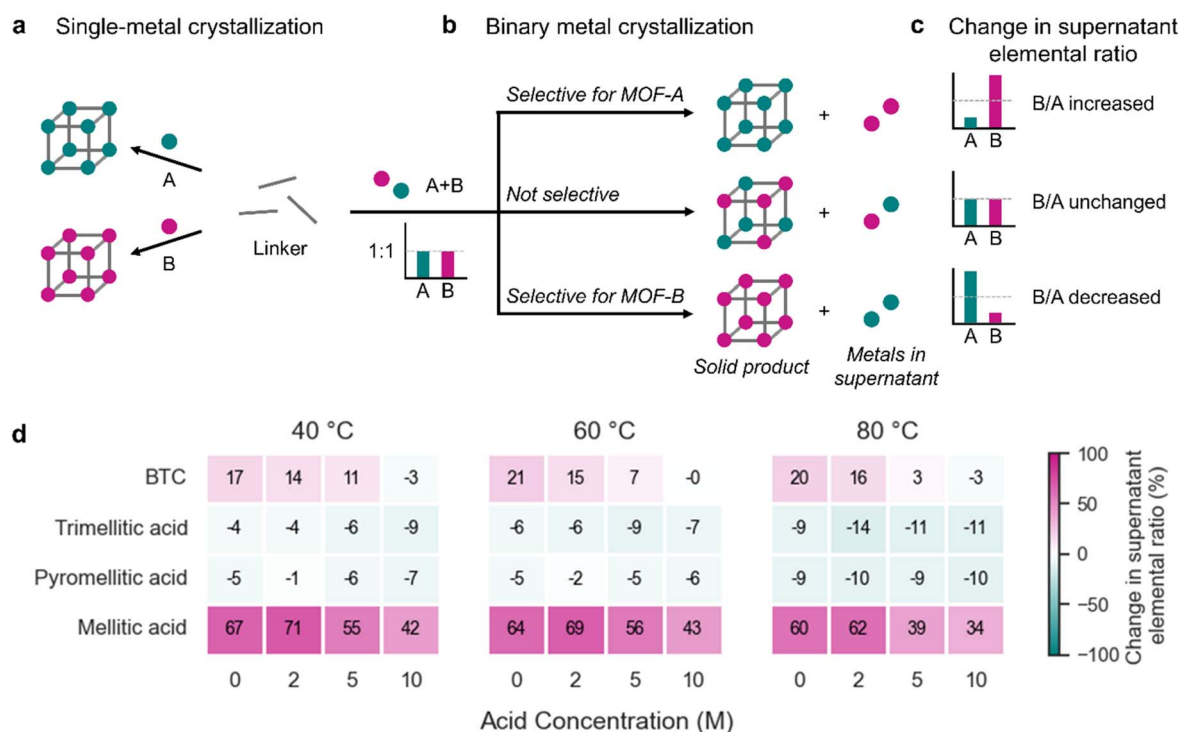 a Single-metal crystallization
b Binary metal crystallization
c Change in supernatant
elemental ratio
A
B
Linker
A+B
1:1
A B
Selective for MOF-A
Not selective
Selective for MOF-B
+
+
+
Solid product
Metals in
supernatant
A B
B/A increased
A B
B/A unchanged
A B
B/A decreased
d
40 °C 60 °C 80 °C
BTC 17 14 11 -3 21 15 7 -0 20 16 3 -3
Trimellitic acid -4 -4 -6 -9 -6 -6 -9 -7 -9 -14 -11 -11
Pyromellitic acid -5 -1 -6 -7 -5 -2 -5 -6 -9 -10 -9 -10
Mellitic acid 67 71 55 42 64 69 56 43 60 62 39 34
0 2 5 10 0 2 5 10 0 2 5 10
Acid Concentration (M)
100
50
0
−50
−100
Change in supernatant
elemental ratio (%)